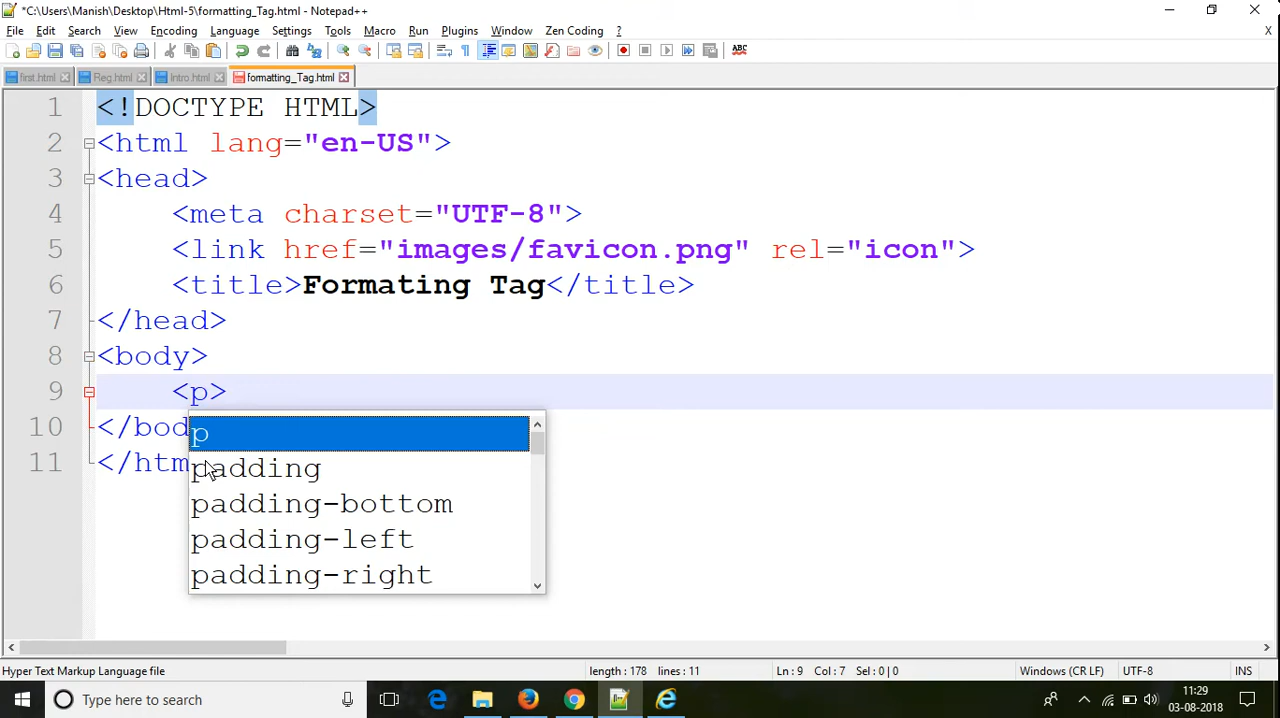 *C:\Users\Manish\Desktop\Html-5\formatting_Tag.html - Notepad++
File Edit Search View Encoding Language Settings Tools Macro Run Plugins Window Zen Coding ? X
first.html Reg.html Intro.html formatting_Tag.html
1 <!DOCTYPE HTML>
2 <html lang="en-US">
3 <head>
4 <meta charset="UTF-8">
5 <link href="images/favicon.png" rel="icon">
6 <title>Formating Tag</title>
7 </head>
8 <body>
9 <p>
10 </bod
11 </htm
p
padding
padding-bottom
padding-left
padding-right
Hyper Text Markup Language file length : 178 lines : 11 Ln : 9 Col : 7 Sel : 0 | 0 Windows (CR LF) UTF-8 INS
Type here to search
11:29
03-08-2018